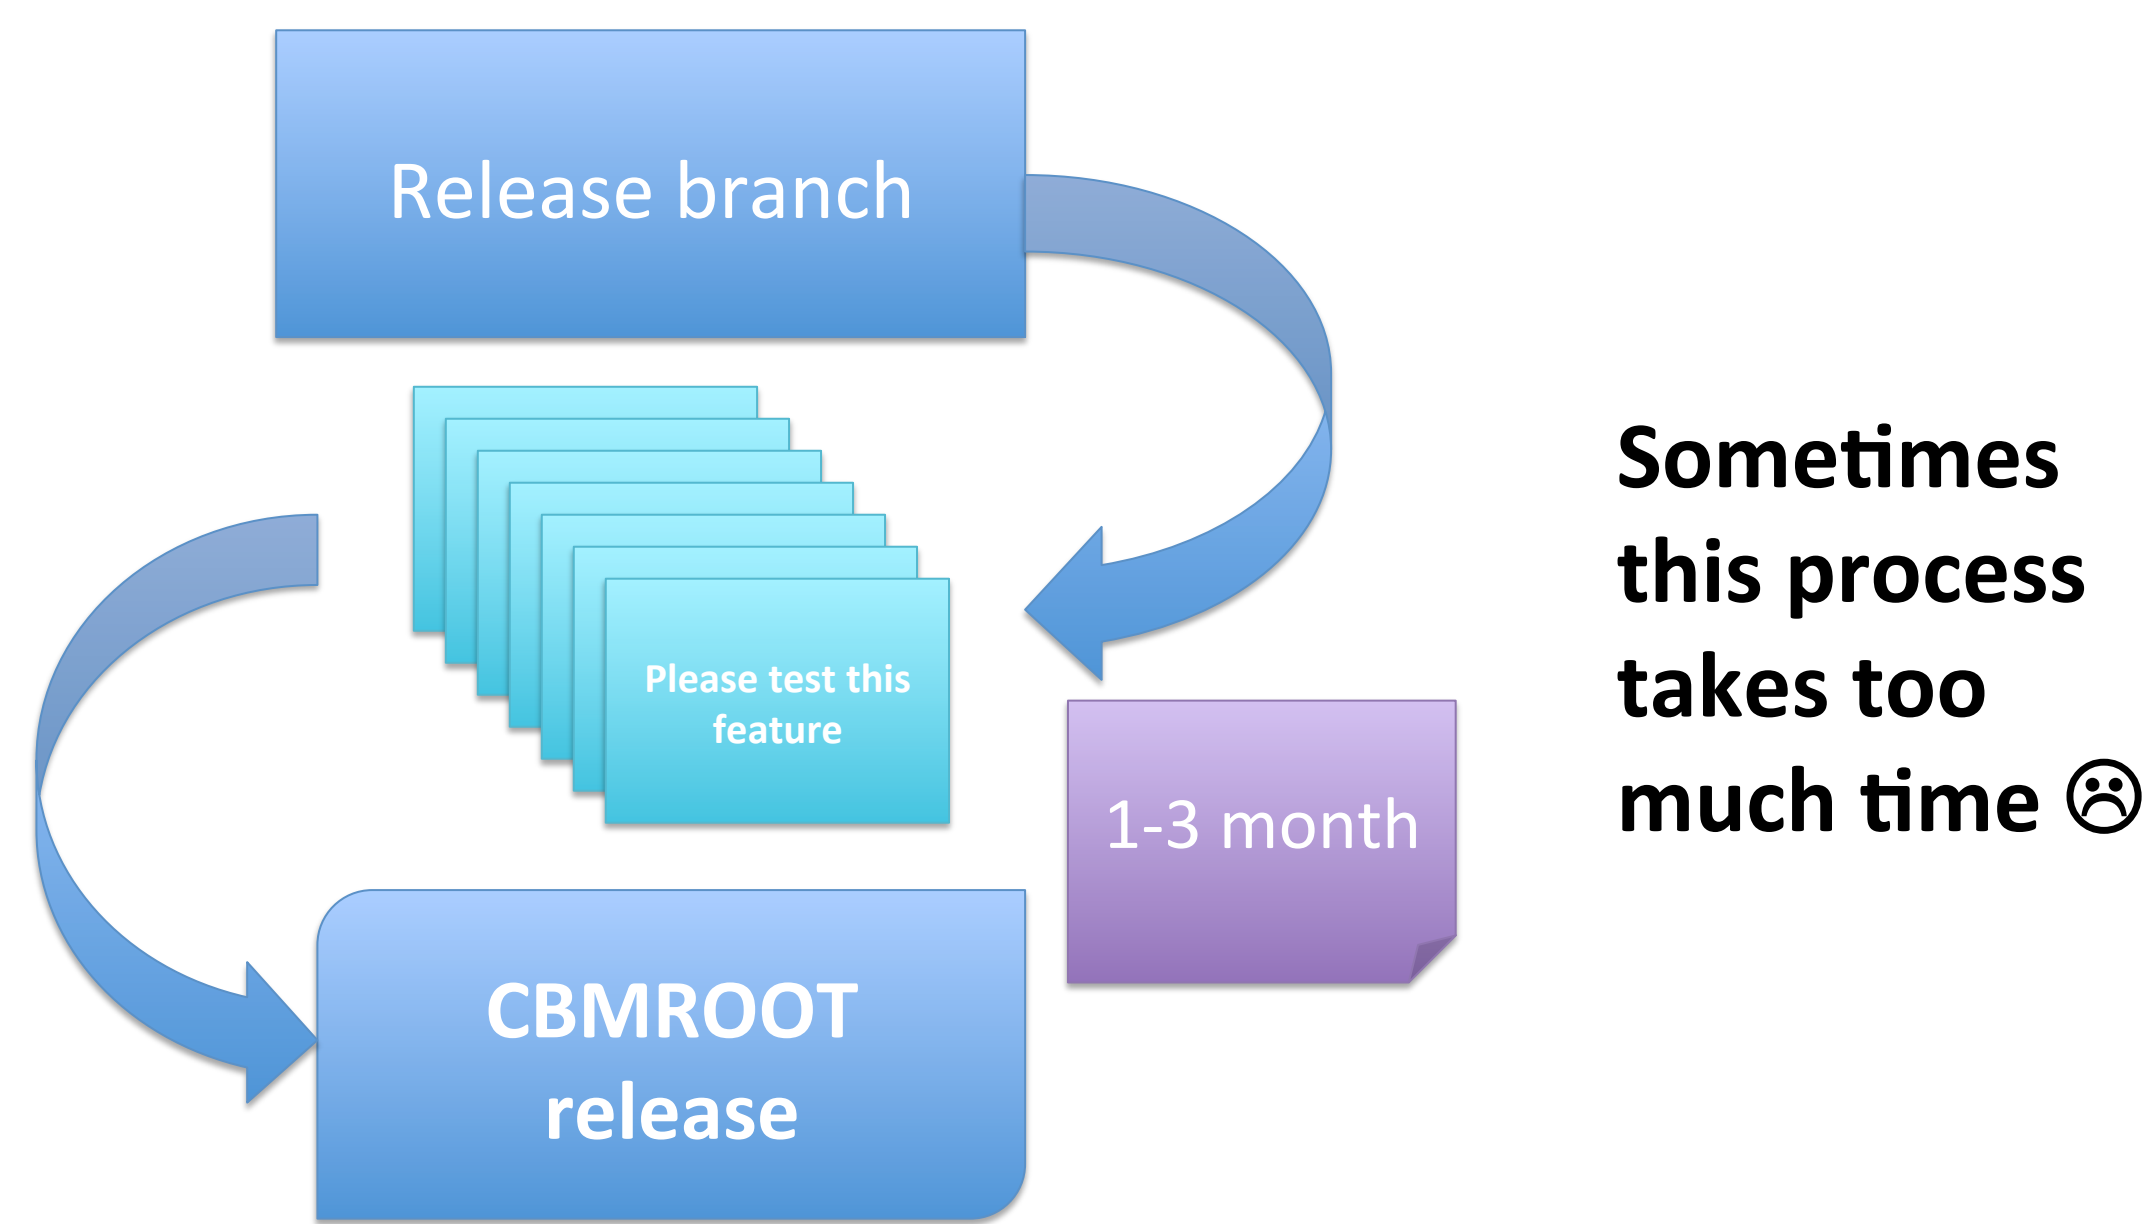 Release branch
Please test this
feature
1-3 month
CBMROOT
release
Sometimes
this process
takes too
much time ☹